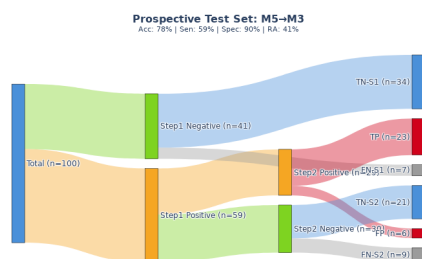 Prospective Test Set: M5→M3
Acc: 78% | Sen: 59% | Spec: 90% | RA: 41%
TN-S1 (n=34)
Step1 Negative (n=41)
TP (n=23)
Total (n=100)
Step2 Positive (n=29)
FN-S1 (n=7)
TN-S2 (n=21)
Step1 Positive (n=59)
Step2 Negative (n=30)
FP (n=6)
FN-S2 (n=9)